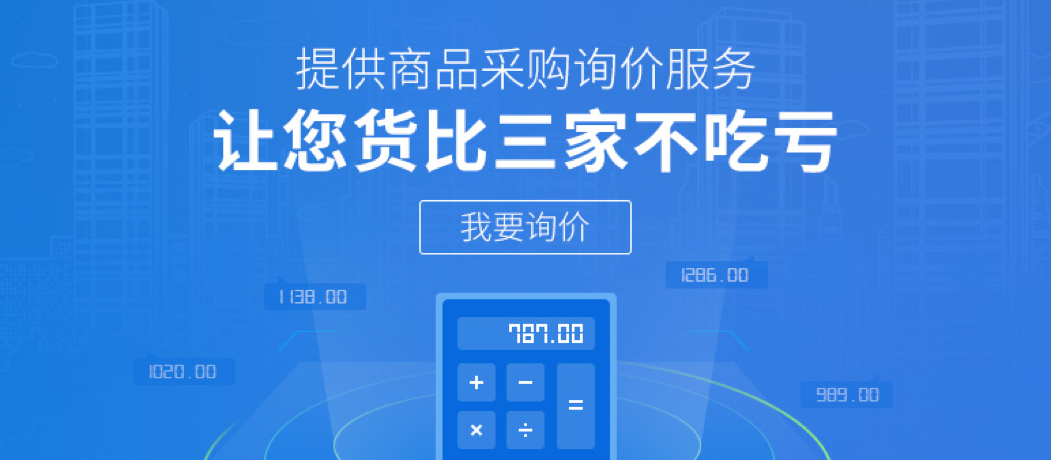 提供商品采购询价服务
让您货比三家不吃亏
我要询价
1286.00
1138.00
787.00
1020.00
989.00
+ −
=
× ÷